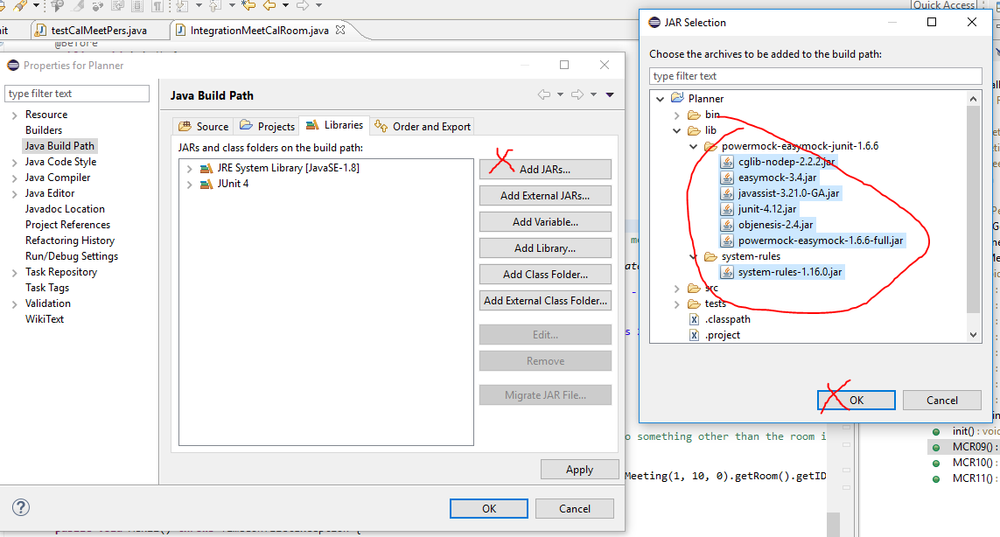 Quick Access
it
testCalMeetPers.java
IntegrationMeetCalRoom.java
@Before
Properties for Planner
type filter text
Resource
Builders
Java Build Path
Java Code Style
Java Compiler
Java Editor
Javadoc Location
Project References
Refactoring History
Run/Debug Settings
Task Repository
Task Tags
Validation
WikiText
Java Build Path
Source
Projects
Libraries
Order and Export
JARs and class folders on the build path:
JRE System Library [JavaSE-1.8]
JUnit 4
Add JARs...
Add External JARs...
Add Variable...
Add Library...
Add Class Folder...
Add External Class Folder...
Edit...
Remove
Migrate JAR File...
Apply
OK
Cancel
JAR Selection
Choose the archives to be added to the build path:
type filter text
Planner
bin
lib
powermock-easymock-junit-1.6.6
cglib-nodep-2.2.2.jar
easymock-3.4.jar
javassist-3.21.0-GA.jar
junit-4.12.jar
objenesis-2.4.jar
powermock-easymock-1.6.6-full.jar
system-rules
system-rules-1.16.0.jar
src
tests
.classpath
.project
OK
Cancel
o something other than the room i
Meeting(1, 10, 0).getRoom().getID
init() : void
MCR09() :
MCR10() :
MCR11() :